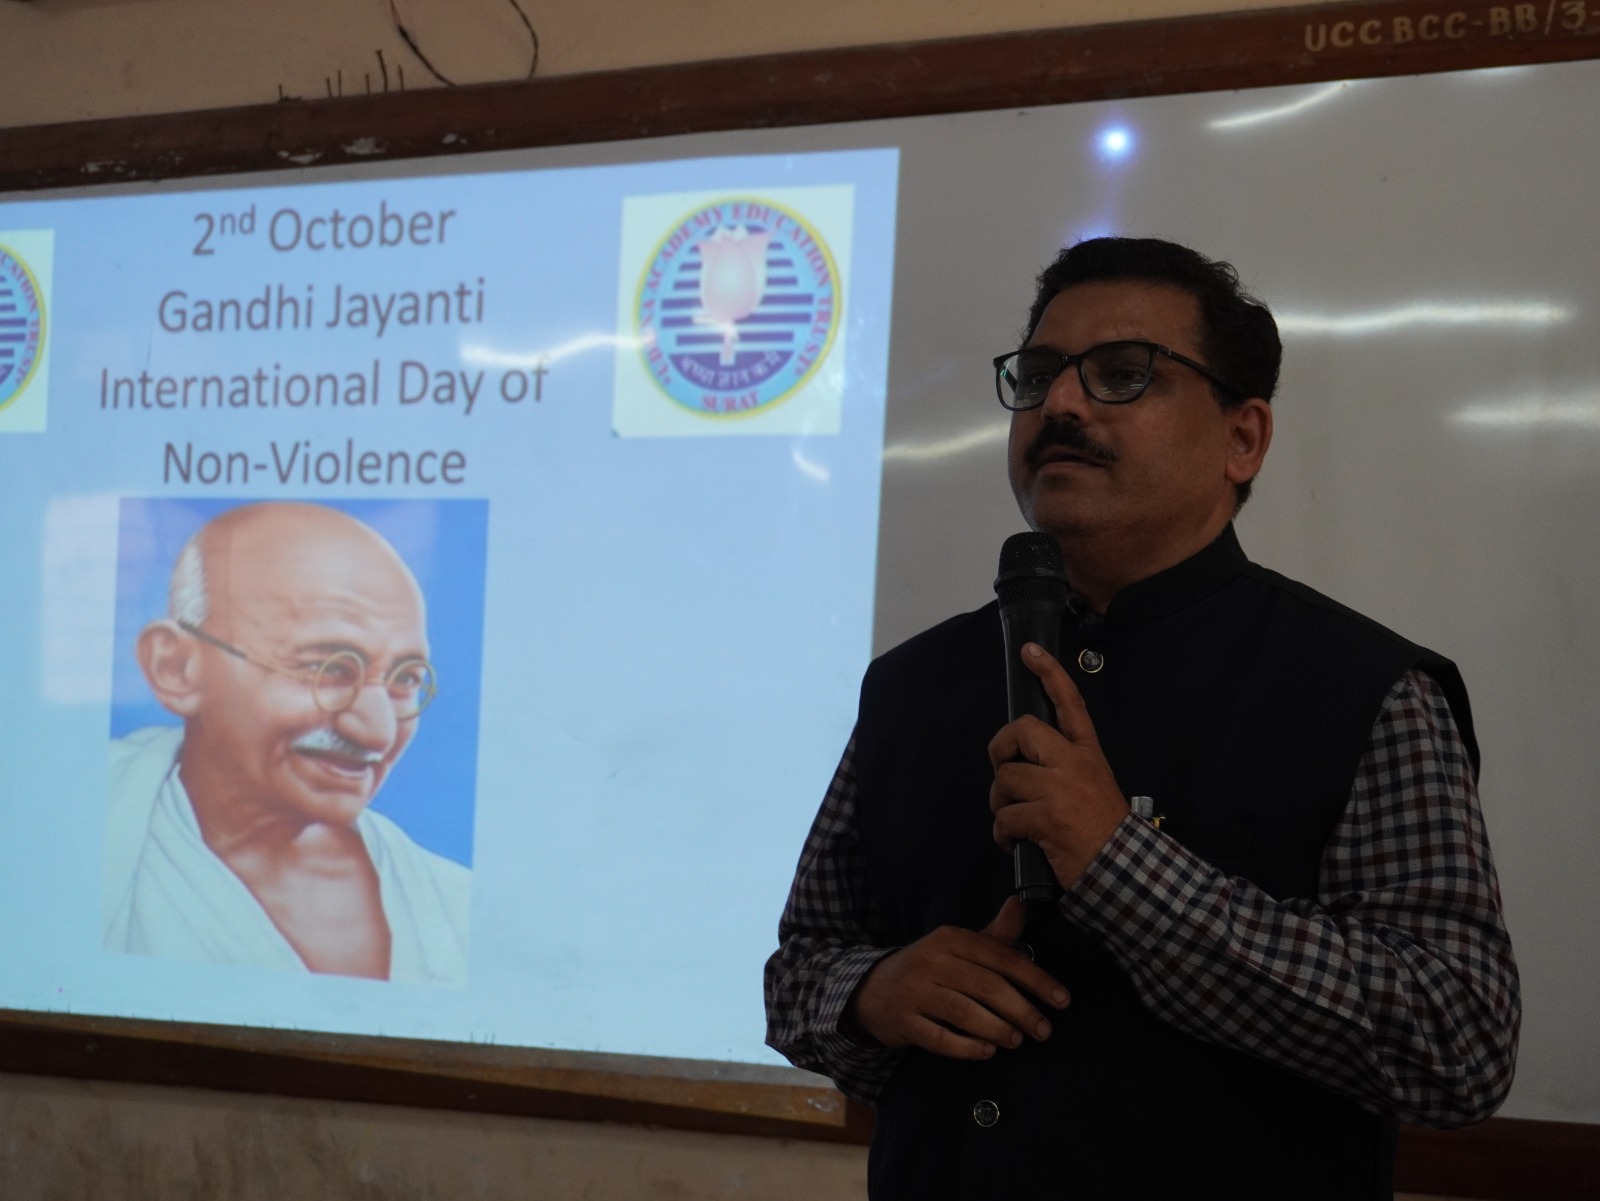 UCC BCC-BB/3-
2nd October
Gandhi Jayanti
International Day of
Non-Violence
ACADEMY EDUCATION TRUST
SURAT